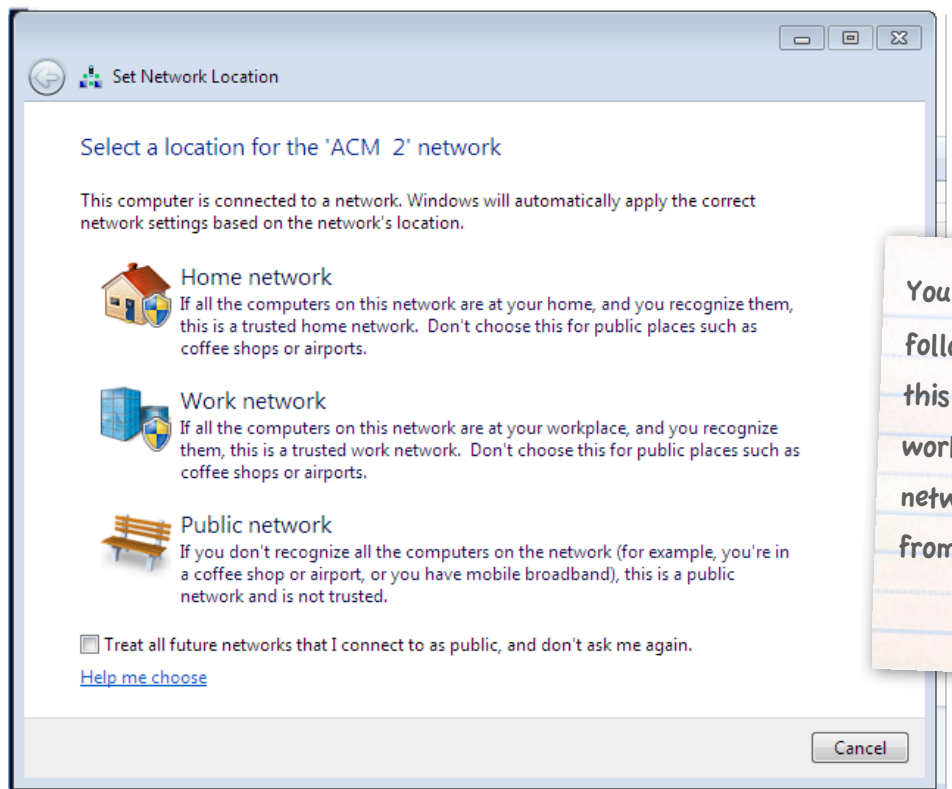 Set Network Location
Select a location for the 'ACM 2' network
This computer is connected to a network. Windows will automatically apply the correct
network settings based on the network's location.
Home network
If all the computers on this network are at your home, and you recognize them,
this is a trusted home network. Don't choose this for public places such as
coffee shops or airports.
Work network
If all the computers on this network are at your workplace, and you recognize
them, this is a trusted work network. Don't choose this for public places such as
coffee shops or airports.
Public network
If you don't recognize all the computers on the network (for example, you're in
a coffee shop or airport, or you have mobile broadband), this is a public
network and is not trusted.
Treat all future networks that I connect to as public, and don't ask me again.
Help me choose
Cancel
You
this